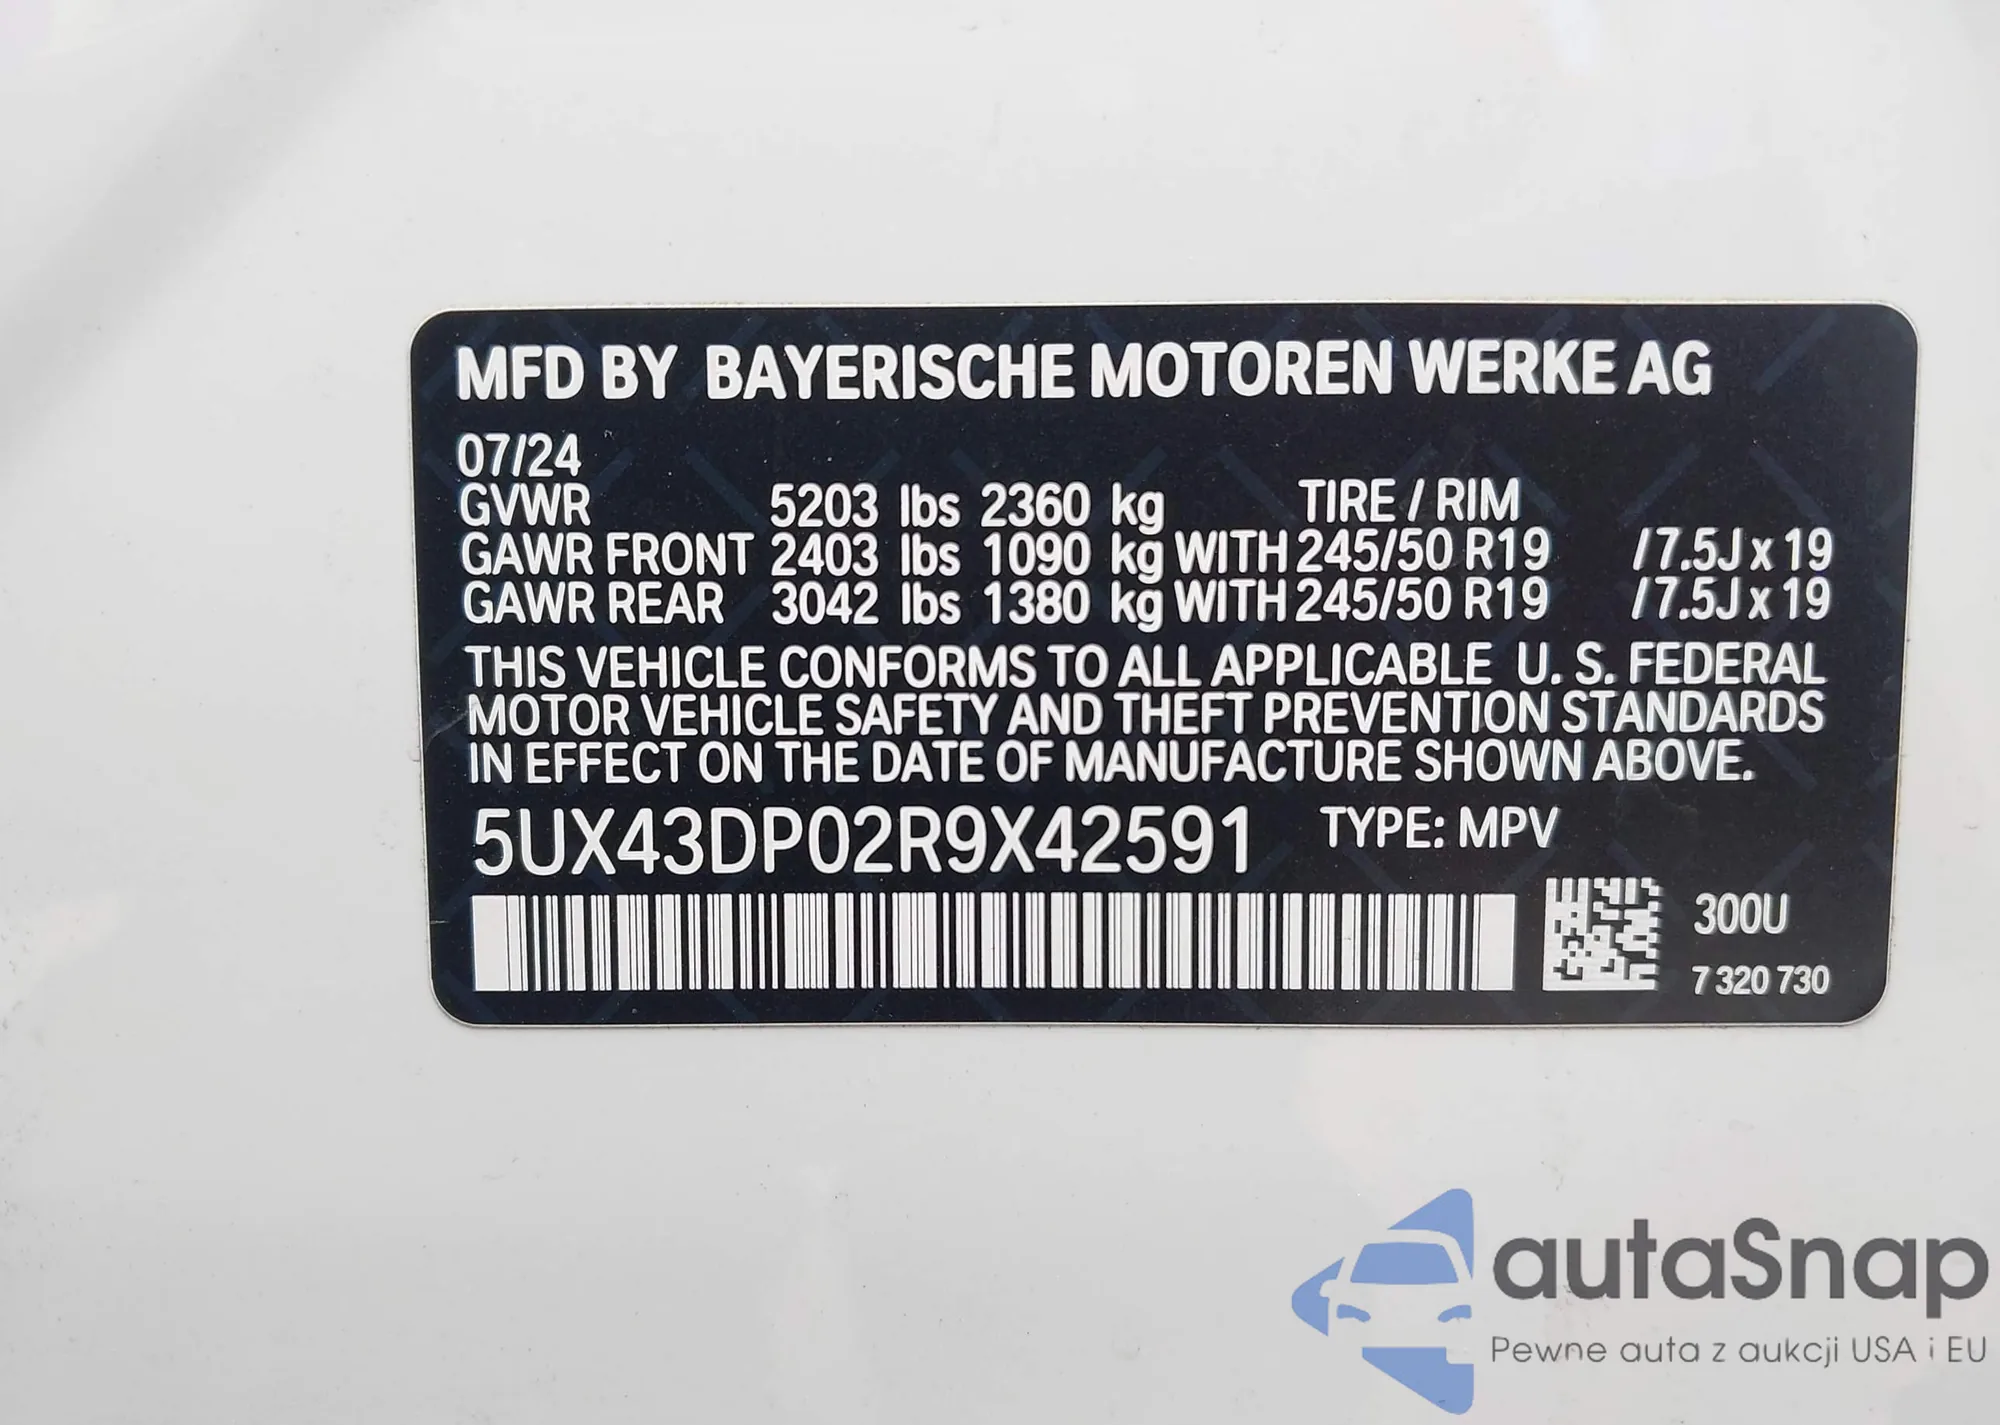 MFD BY BAYERISCHE MOTOREN WERKE AG
07/24
GVWR 5203 lbs 2360 kg TIRE / RIM
GAWR FRONT 2403 lbs 1090 kg WITH 245/50 R19 /7.5J x 19
GAWR REAR 3042 lbs 1380 kg WITH 245/50 R19 /7.5J x 19
THIS VEHICLE CONFORMS TO ALL APPLICABLE U. S. FEDERAL
MOTOR VEHICLE SAFETY AND THEFT PREVENTION STANDARDS
IN EFFECT ON THE DATE OF MANUFACTURE SHOWN ABOVE.
5UX43DP02R9X42591 TYPE: MPV
300U
7 320 730
autaSnap
Pewne auta z aukcji USA i EU